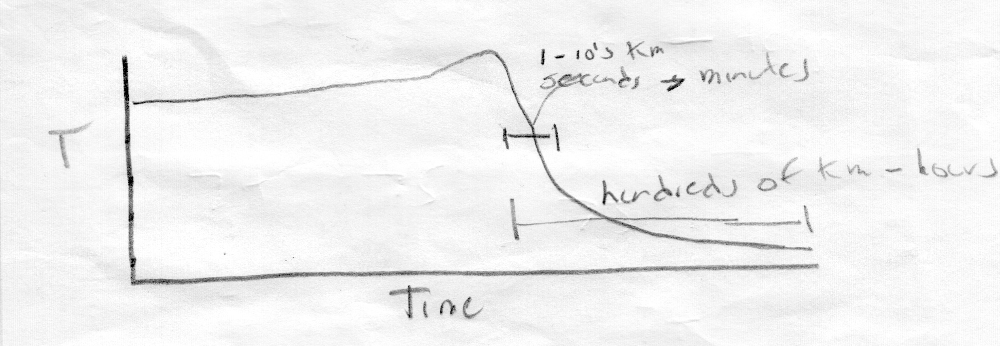 1-10's Km
seconds → minutes
T
hundreds of Km - hours
Time